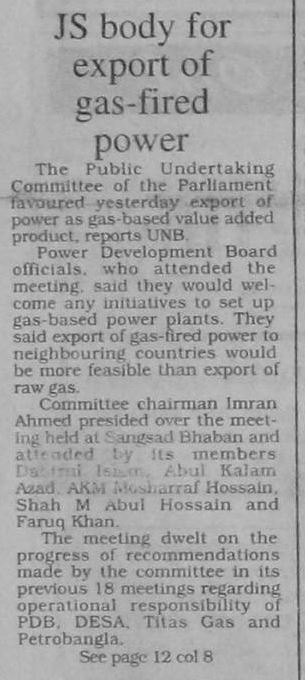 JS body for
export of
gas-fired
power
The Public Undertaking
Committee of the Parliament
favoured yesterday export of
power as gas-based value added
product, reports UNB.
Power Development Board
officials, who attended the
meeting, said they would wel-
come any initiatives to set up
gas-based power plants. They
said export of gas-fired power to
neighbouring countries would
be more feasible than export of
raw gas.
Committee chairman Imran
Ahmed presided over the meet-
ing held at Sangsad Bhaban and
attended by its members
Islam, Abul Kalam
Azad, AKM Mosharraf Hossain,
Shah M Abul Hossain and
Faruq Khan.
The meeting dwelt on the
progress of recommendations
made by the committee in its
previous 18 meetings regarding
operational responsibility of
PDB, DESA, Titas Gas and
Petrobangla.
See page 12 col 8